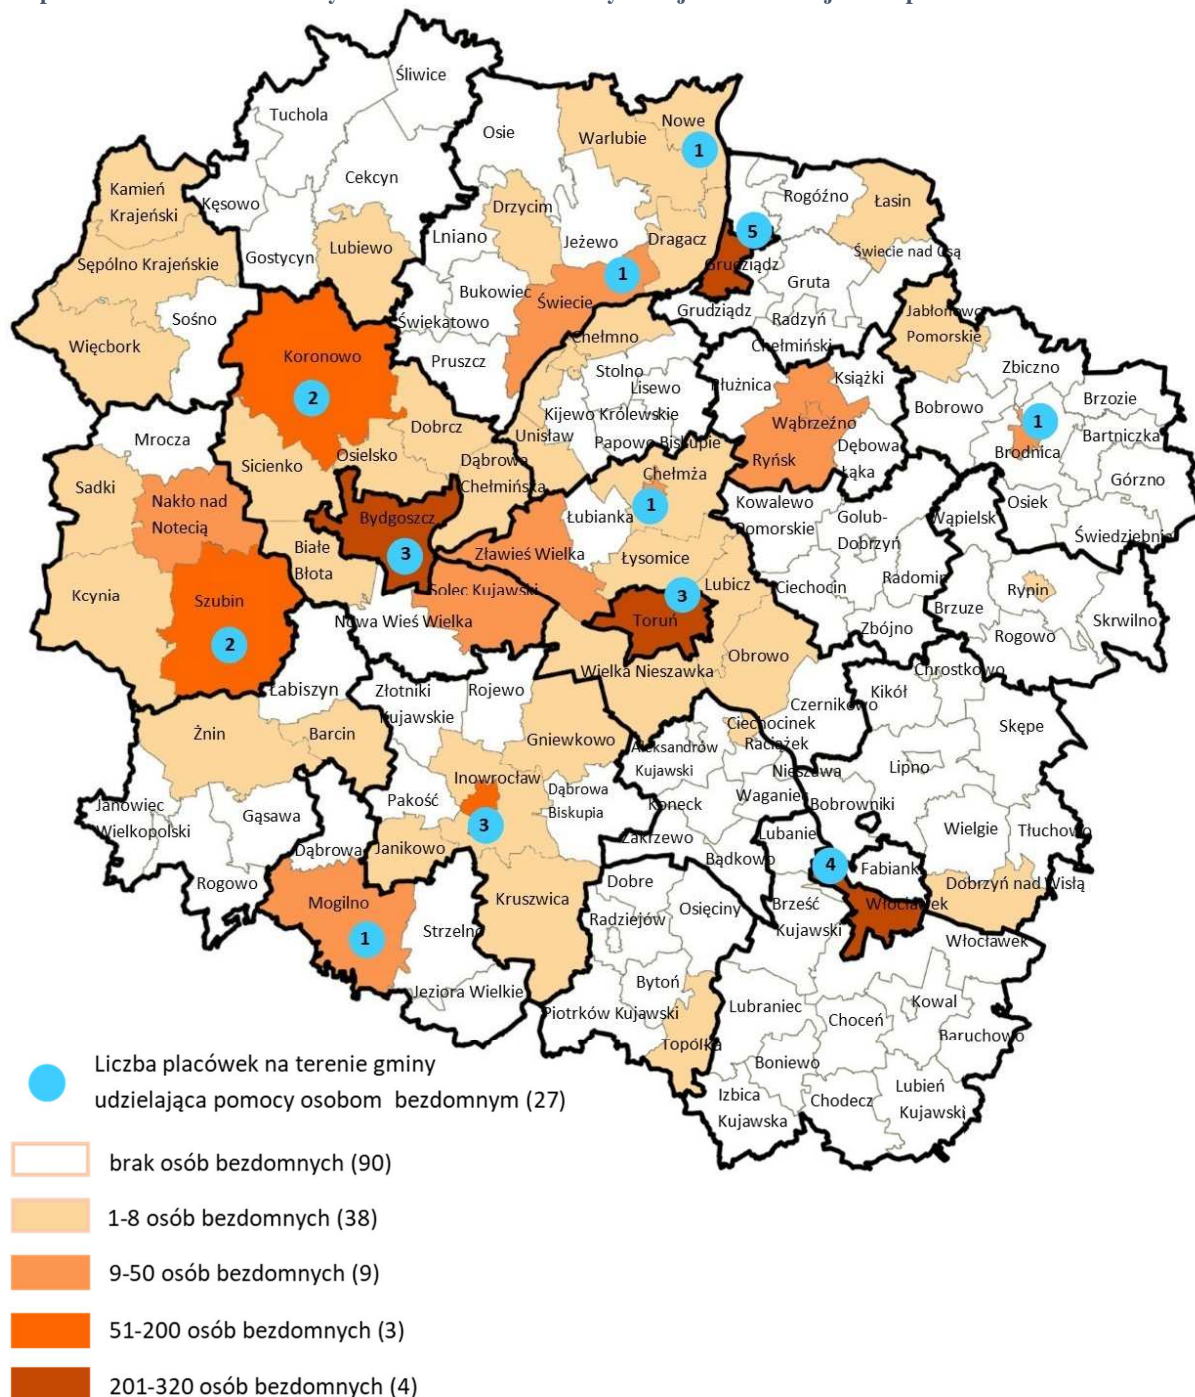 Śliwice
Tuchola
Osie
Nowe
Warlubie
1
Cekcyn
Kamień
Krajeński
Kęsowo
Rogóźno
Łasin
Drzycim
Lniano
Jeżewo
Dragacz
5
Lubiewo
Gostycyn
Sępólno Krajeńskie
Świecie nad Osą
Grudziądz
Gruta
1
Bukowiec
Świecie
Sośno
Świekatowo
Grudziądz
Radzyń
Chełmiński
Jabłonowo
Pomorskie
Więcbork
Koronowo
Pruszcz
Chełmno
Stolno
Lisewo
Płużnica
Książki
Zbiczno
2
Brzozie
Bobrowo
Kijewo Królewskie
Wąbrzeźno
1
Mrocza
Dobrcz
Unisław
Papowo Biskupie
Dębowa
Łąka
Bartniczka
Brodnica
Osielsko
Sicienko
Dąbrowa
Chełmińska
Ryńsk
Chełmża
Górzno
Sadki
Nakło nad
Notecią
Kowalewo
Pomorskie
Osiek
1
Bydgoszcz
Łubianka
Golub-
Dobrzyń
Wąpielsk
Świedziebnia
3
Białe
Błota
Zławieś Wielka
Łysomice
Lubicz
Ciechocin
Radomin
Rypin
Kcynia
Szubin
Solec Kujawski
3
Brzuze
Skrwilno
Nowa Wieś Wielka
Toruń
Zbójno
Rogowo
2
Obrowo
Wielka Nieszawka
Chrostkowo
Łabiszyn
Złotniki
Kujawskie
Rojewo
Kikół
Czernikowo
Żnin
Barcin
Ciechocinek
Skępe
Gniewkowo
Raciążek
Aleksandrów
Kujawski
Nieszawa
Lipno
Inowrocław
Dąbrowa
Biskupia
Waganiec
Pakość
Koneck
Bobrowniki
Janowiec
Wielkopolski
Gąsawa
3
Zakrzewo
Lubanie
Wielgie
Tłuchowo
Dąbrowa
Janikowo
Bądkowo
4
Fabianki
Rogowo
Dobre
Dobrzyń nad Wisłą
Mogilno
Kruszwica
Osięciny
Brześć
Kujawski
Włocławek
Radziejów
1
Strzelno
Włocławek
Bytoń
Jeziora Wielkie
Lubraniec
Kowal
Piotrków Kujawski
Choceń
Baruchowo
Topólka
Boniewo
Lubień
Kujawski
Izbica
Kujawska
Chodecz
Liczba placówek na terenie gminy
udzielająca pomocy osobom bezdomnym (27)
brak osób bezdomnych (90)
1-8 osób bezdomnych (38)
9-50 osób bezdomnych (9)
51-200 osób bezdomnych (3)
201-320 osób bezdomnych (4)